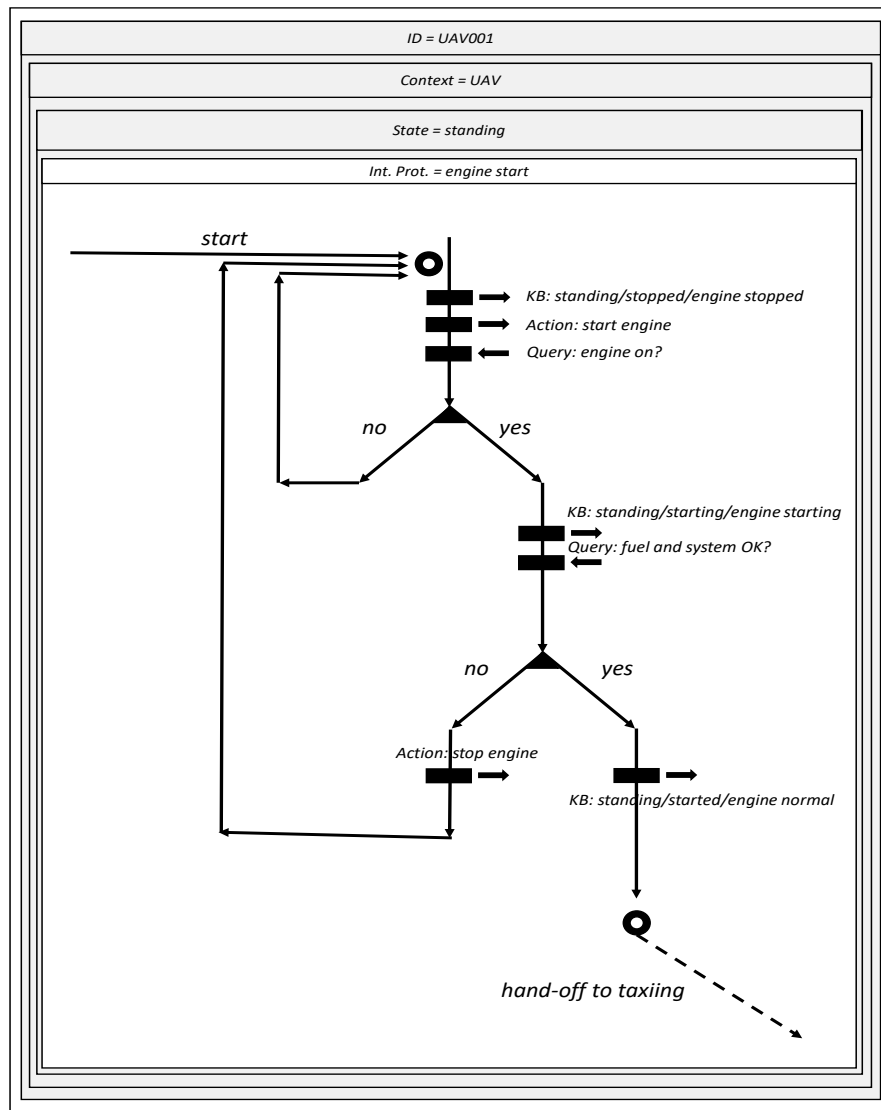 ID = UAV001
Context = UAV
State = standing
Int. Prot. = engine start
start
KB: standing/stopped/engine stopped
Action: start engine
Query: engine on?
no
yes
KB: standing/starting/engine starting
Query: fuel and system OK?
no
yes
Action: stop engine
KB: standing/started/engine normal
hand-off to taxiing